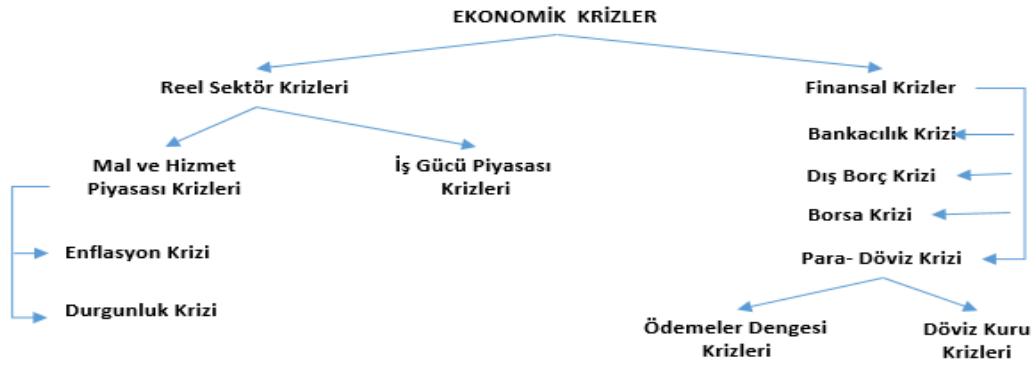 EKONOMİK KRİZLER
Reel Sektör Krizleri
Finansal Krizler
Mal ve Hizmet
Piyasası Krizleri
İş Gücü Piyasası
Krizleri
Enflasyon Krizi
Durgunluk Krizi
Bankacılık Krizi
Dış Borç Krizi
Borsa Krizi
Para- Döviz Krizi
Ödemeler Dengesi
Krizleri
Döviz Kuru
Krizleri